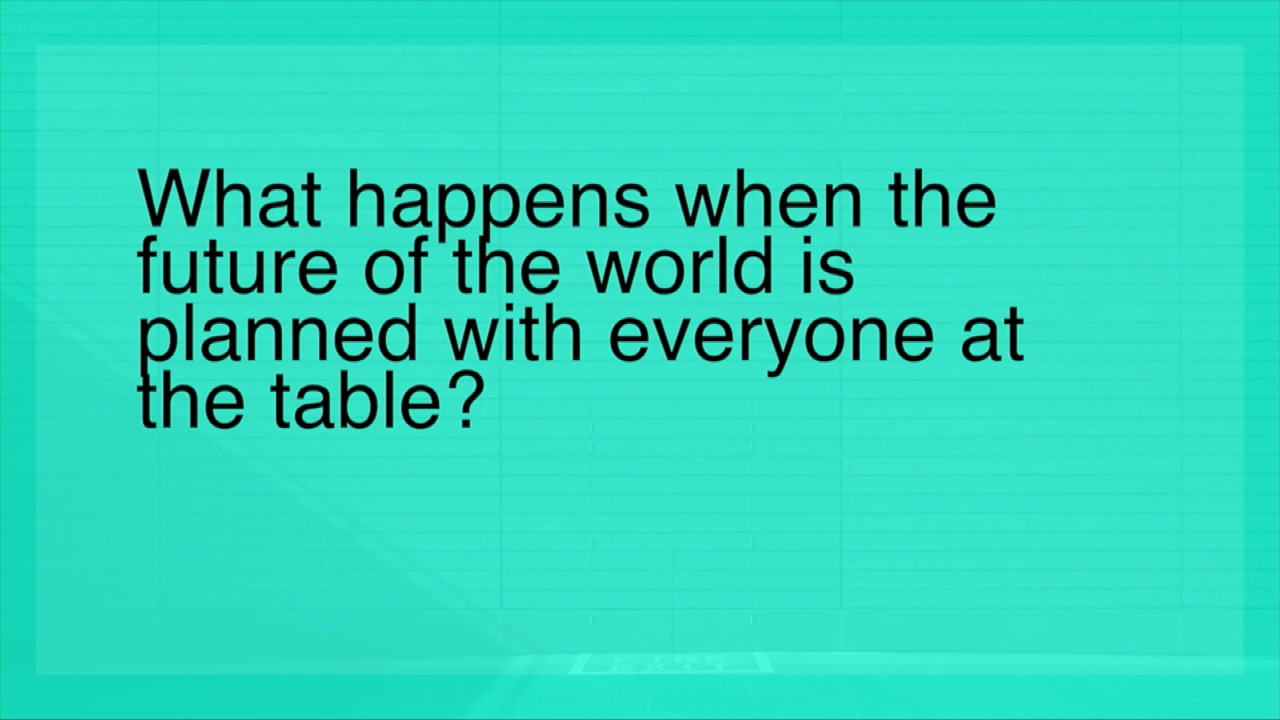 What happens when the
future of the world is
planned with everyone at
the table?